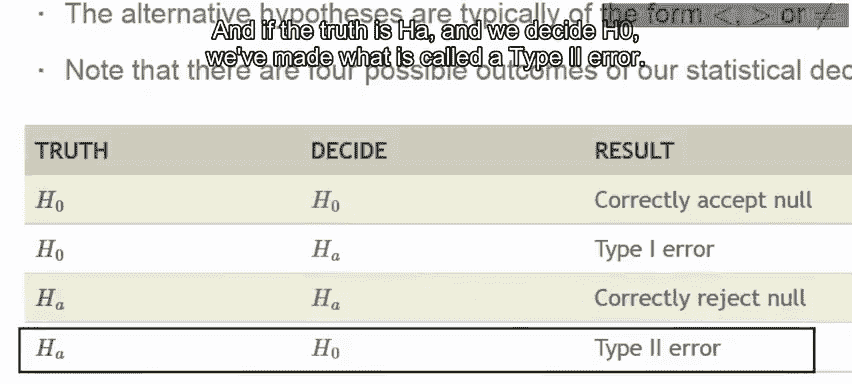 · The alternative hypotheses are typically of the form <, > or ≠
And if the truth is Ha, and we decide H0,
we've made what is called a Type II error.
· Note that there are four possible outcomes of our statistical dec
TRUTH DECIDE RESULT
H₀ H₀ Correctly accept null
H₀ Hₐ Type I error
Hₐ Hₐ Correctly reject null
Hₐ H₀ Type II error